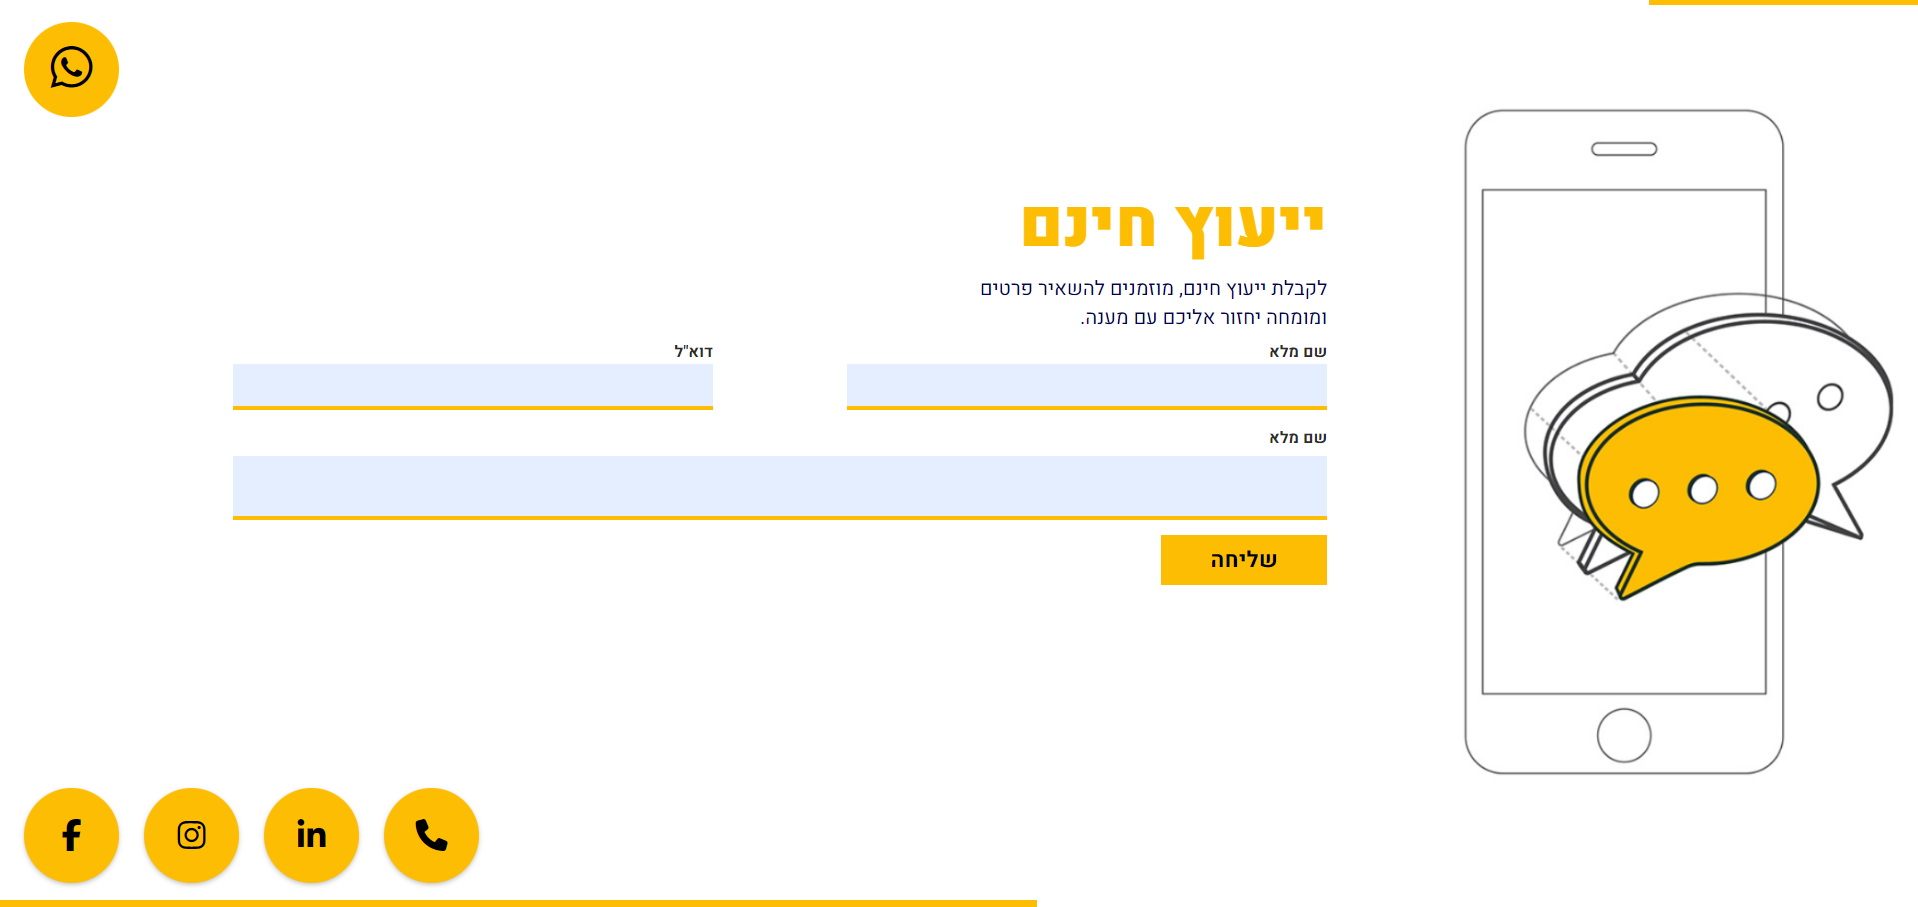 ייעוץ חינם
לקבלת ייעוץ חינם, מוזמנים להשאיר פרטים
ומומחה יחזור אליכם עם מענה.
שם מלא
דוא"ל
שם מלא
שליחה